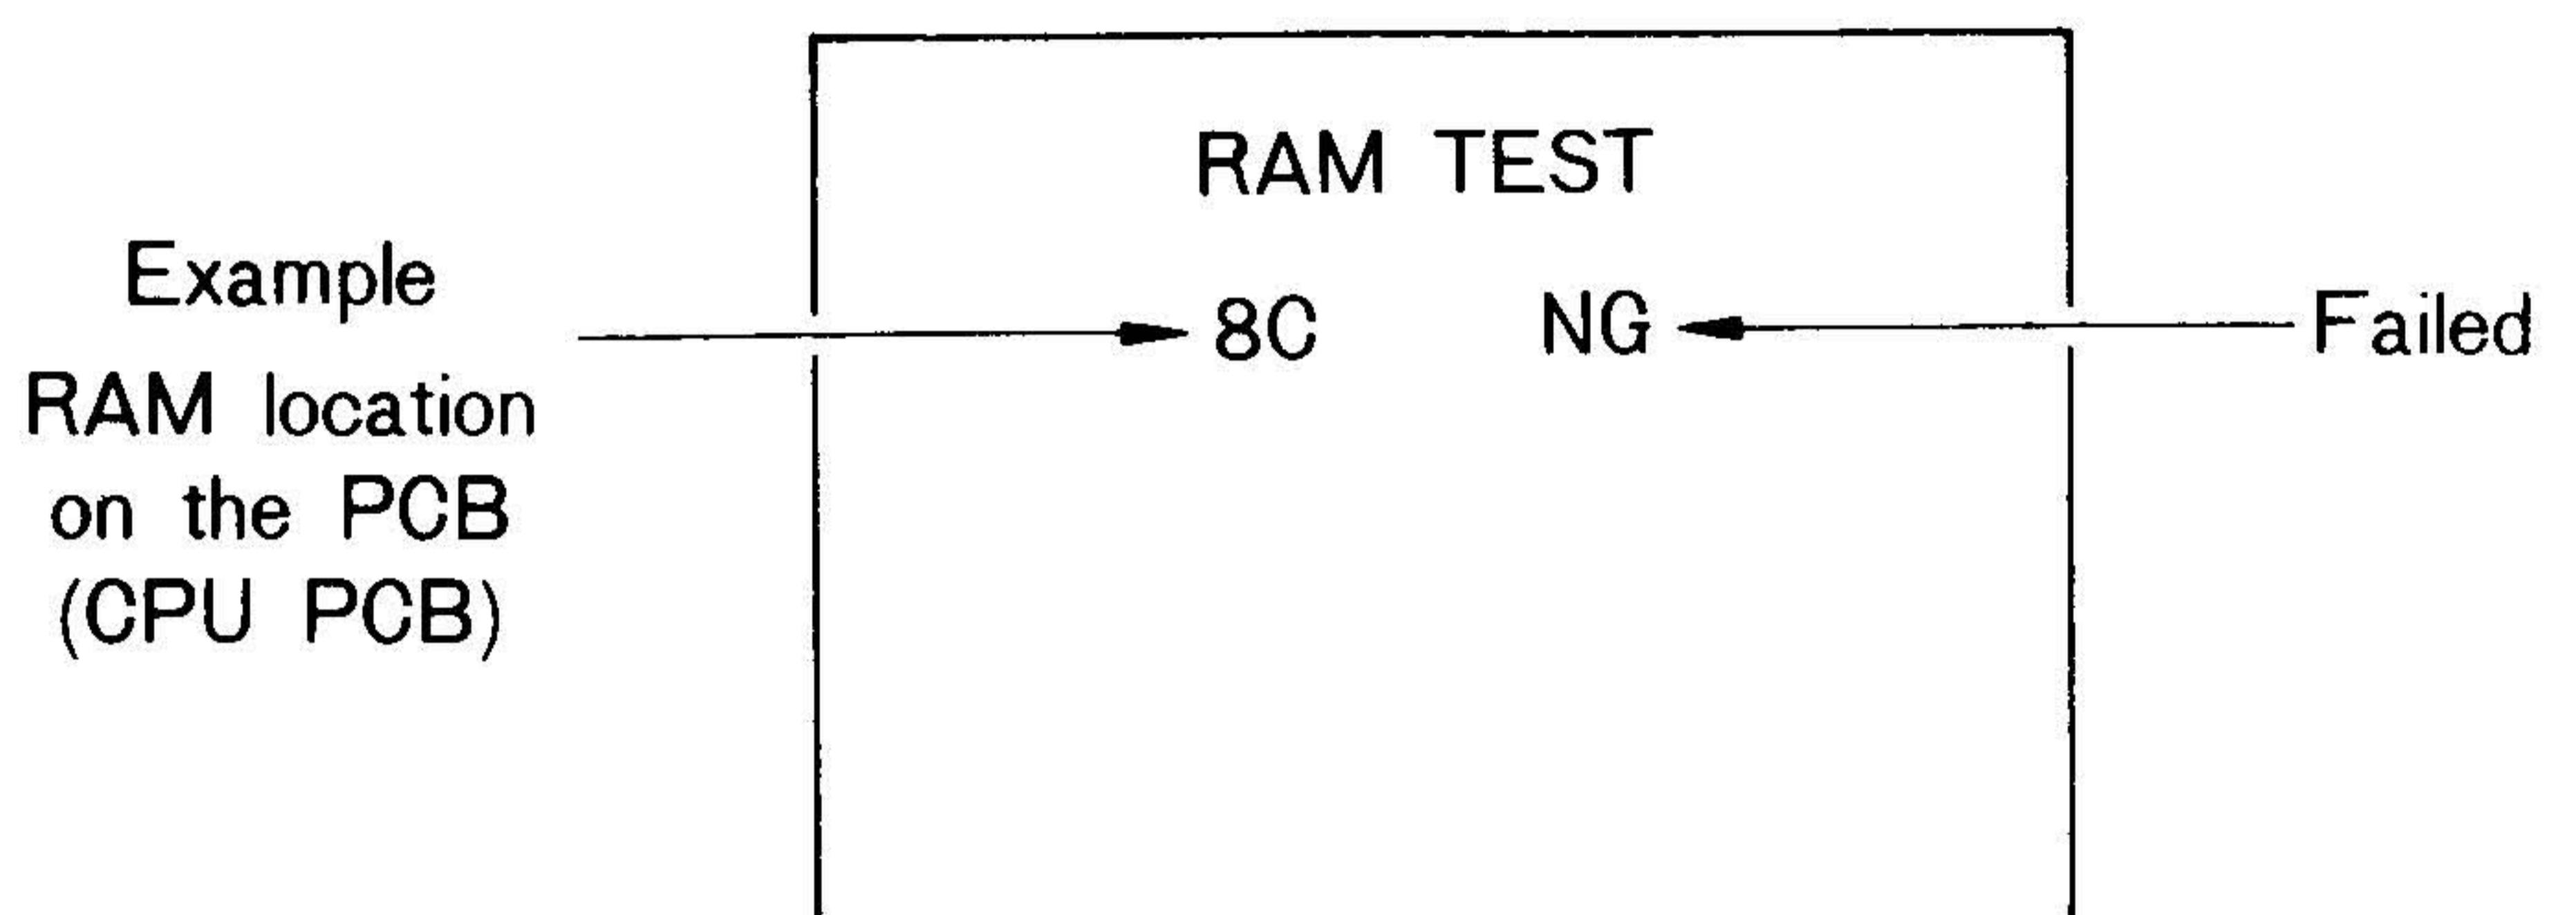 RAM TEST
Example
8C NG
Failed
RAM location
on the PCB
(CPU PCB)